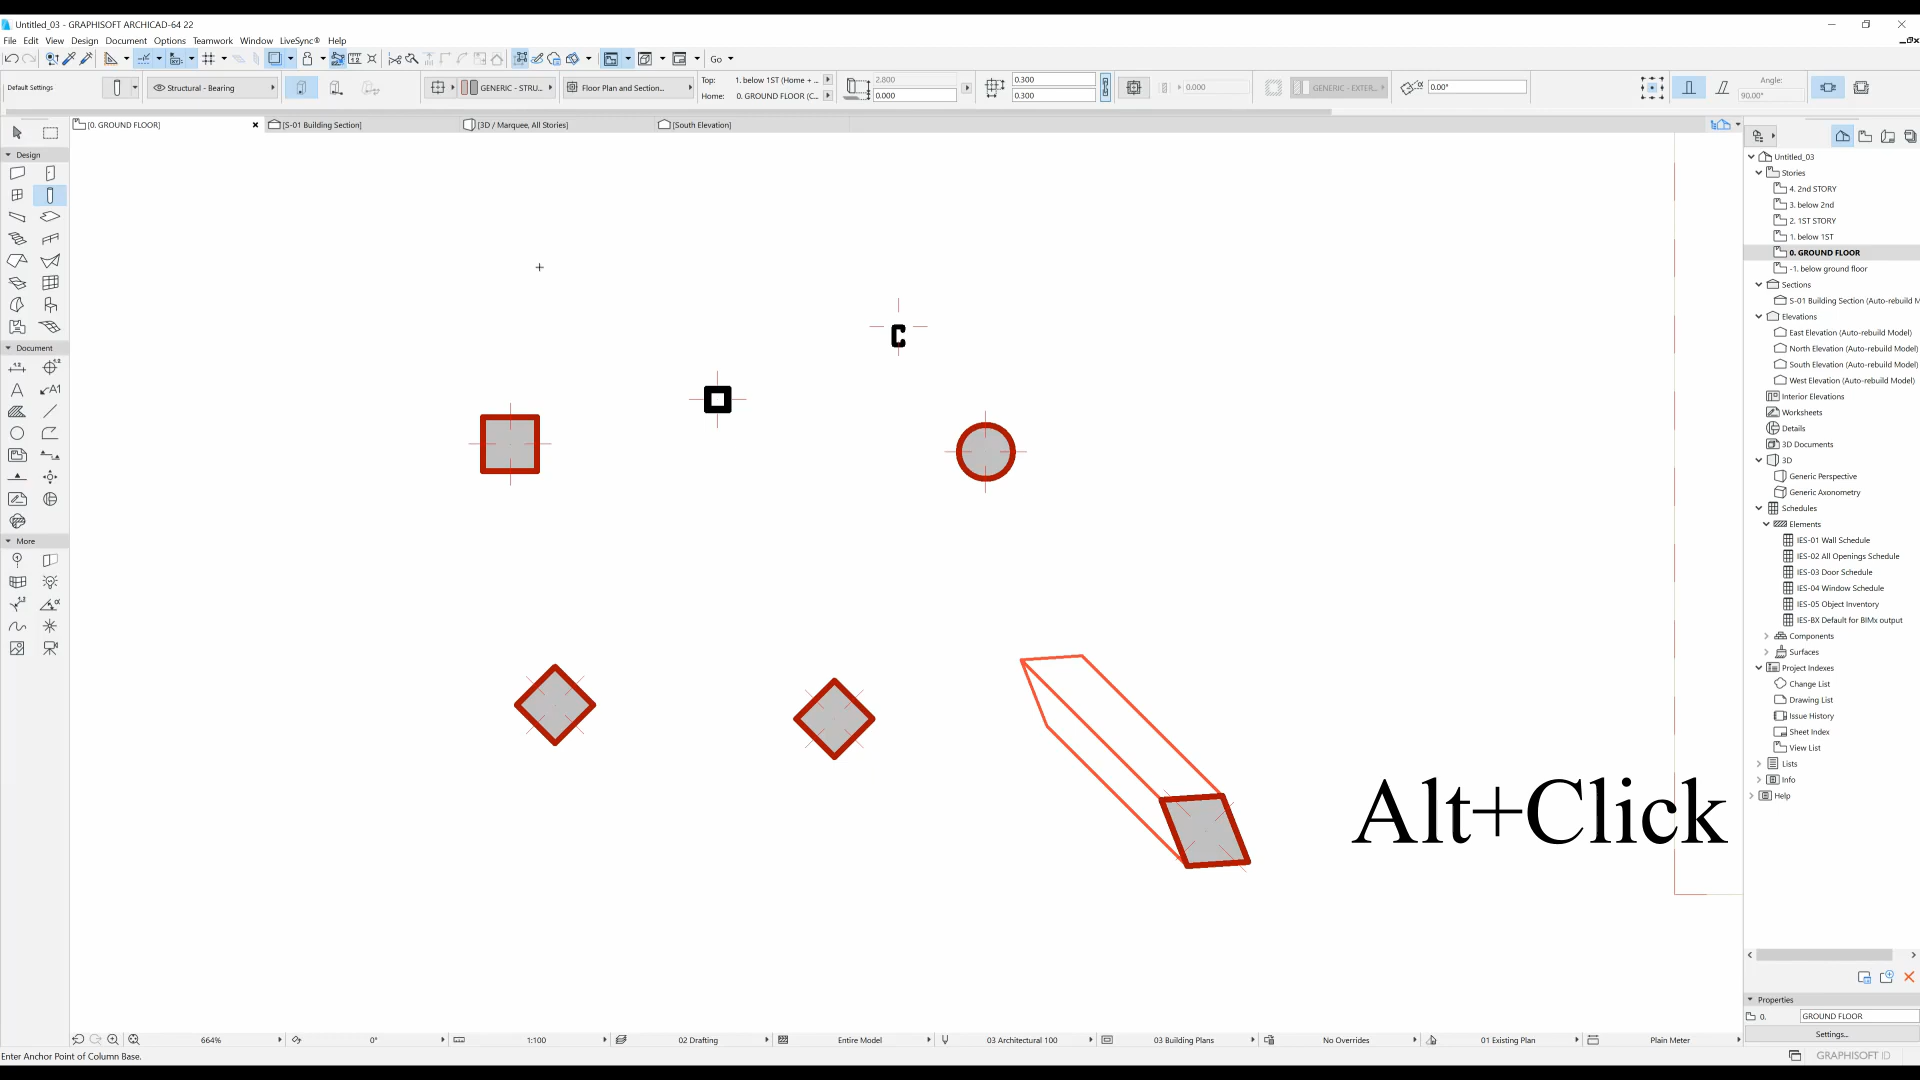 Untitled_03 - GRAPHISOFT ARCHICAD-64 22
File Edit View Design Document Options Teamwork Window LiveSync® Help
Go
Default Settings
Structural - Bearing
GENERIC - STRU...
Floor Plan and Section...
Top: 1. below 1ST (Home + ...
Home: 0. GROUND FLOOR (C...
2.800
0.000
0.300
0.300
0.000
GENERIC - EXTER...
0.00°
Angle:
90.00°
[0. GROUND FLOOR]
[S-01 Building Section]
[3D / Marquee, All Stories]
[South Elevation]
Design
Document
More
C
Alt+Click
Untitled_03
Stories
4. 2nd STORY
3. below 2nd
2. 1ST STORY
1. below 1ST
0. GROUND FLOOR
-1. below ground floor
Sections
S-01 Building Section (Auto-rebuild M
Elevations
East Elevation (Auto-rebuild Model)
North Elevation (Auto-rebuild Model)
South Elevation (Auto-rebuild Model)
West Elevation (Auto-rebuild Model)
Interior Elevations
Worksheets
Details
3D Documents
3D
Generic Perspective
Generic Axonometry
Schedules
Elements
IES-01 Wall Schedule
IES-02 All Openings Schedule
IES-03 Door Schedule
IES-04 Window Schedule
IES-05 Object Inventory
IES-BX Default for BIMx output
Components
Surfaces
Project Indexes
Change List
Drawing List
Issue History
Sheet Index
View List
Lists
Info
Help
Properties
0. GROUND FLOOR
Settings...
664% 0° 1:100 02 Drafting Entire Model 03 Architectural 100 03 Building Plans No Overrides 01 Existing Plan Plain Meter
Enter Anchor Point of Column Base.
GRAPHISOFT ID